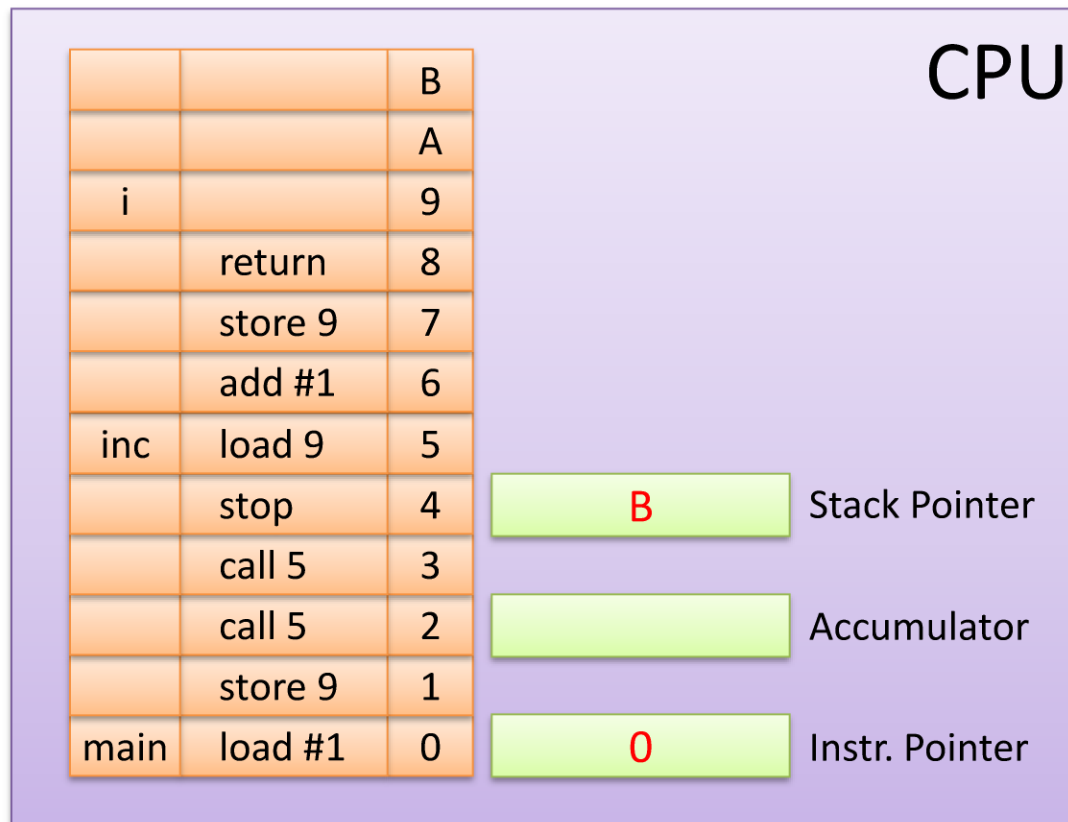 CPU
B
A
i 9
return 8
store 9 7
add #1 6
inc load 9 5
stop 4 B Stack Pointer
call 5 3
call 5 2 Accumulator
store 9 1
main load #1 0 0 Instr. Pointer